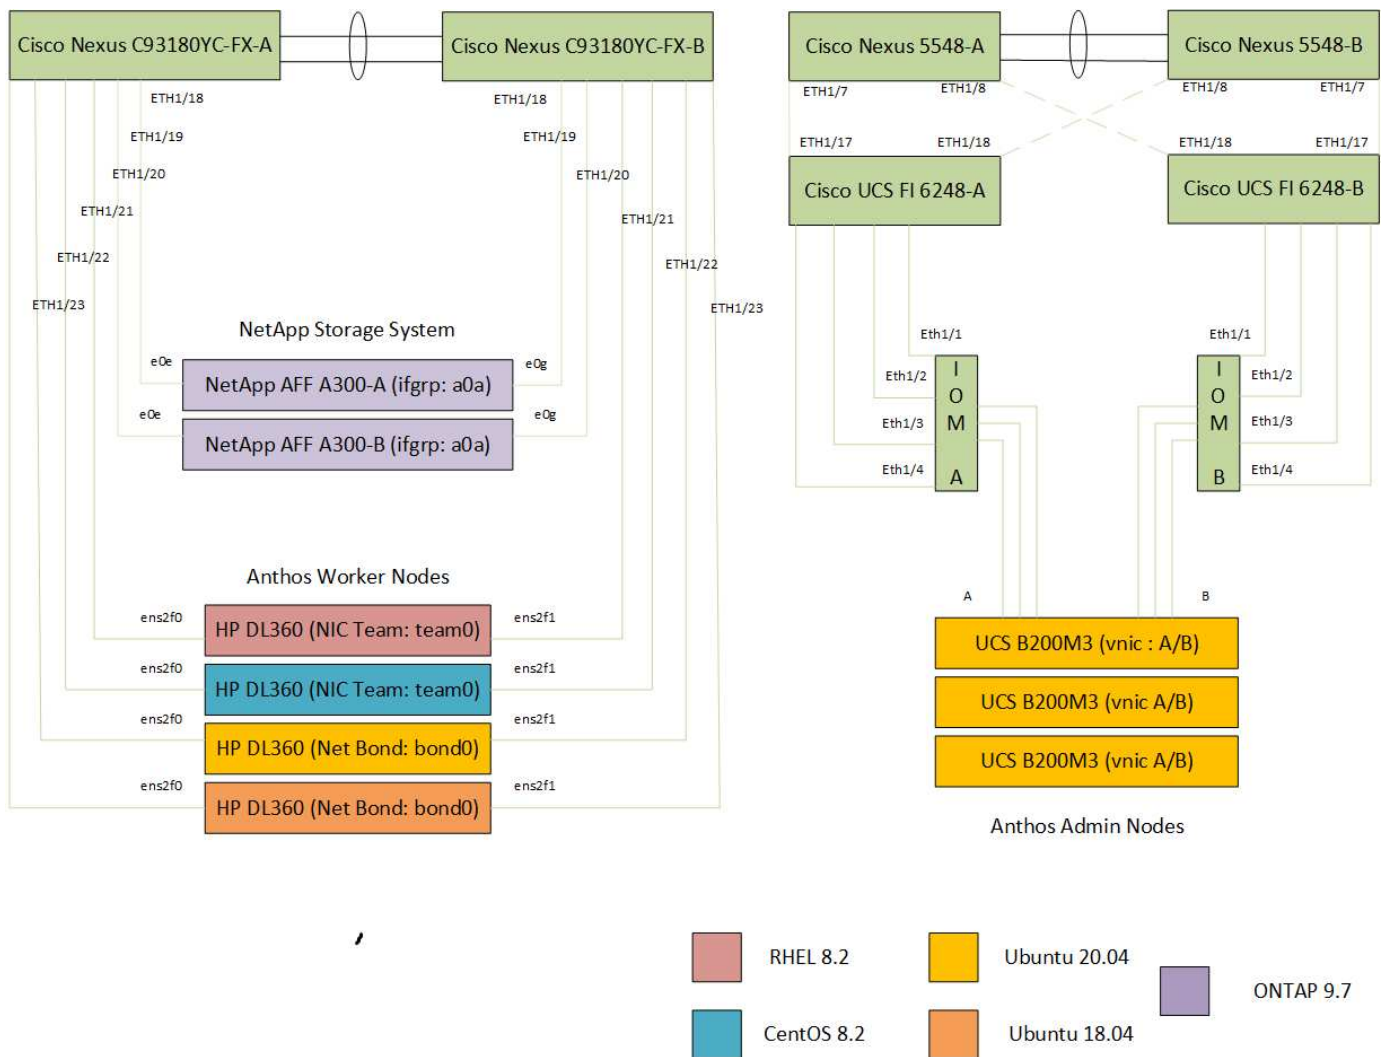 Cisco Nexus C93180YC-FX-A
Cisco Nexus C93180YC-FX-B
Cisco Nexus 5548-A
Cisco Nexus 5548-B
ETH1/18
ETH1/19
ETH1/20
ETH1/21
ETH1/22
ETH1/23
ETH1/18
ETH1/19
ETH1/20
ETH1/21
ETH1/22
ETH1/23
NetApp Storage System
e0e
NetApp AFF A300-A (ifgrp: a0a)
e0g
e0e
NetApp AFF A300-B (ifgrp: a0a)
e0g
Anthos Worker Nodes
ens2f0
HP DL360 (NIC Team: team0)
ens2f1
ens2f0
HP DL360 (NIC Team: team0)
ens2f1
ens2f0
HP DL360 (Net Bond: bond0)
ens2f1
ens2f0
HP DL360 (Net Bond: bond0)
ens2f1
ETH1/7
ETH1/8
ETH1/8
ETH1/7
ETH1/17
ETH1/18
ETH1/18
ETH1/17
Cisco UCS FI 6248-A
Cisco UCS FI 6248-B
Eth1/1
Eth1/2
Eth1/3
Eth1/4
I
O
M
A
I
O
M
B
Eth1/1
Eth1/2
Eth1/3
Eth1/4
A
B
UCS B200M3 (vnic : A/B)
UCS B200M3 (vnic A/B)
UCS B200M3 (vnic A/B)
Anthos Admin Nodes
RHEL 8.2
Ubuntu 20.04
ONTAP 9.7
CentOS 8.2
Ubuntu 18.04